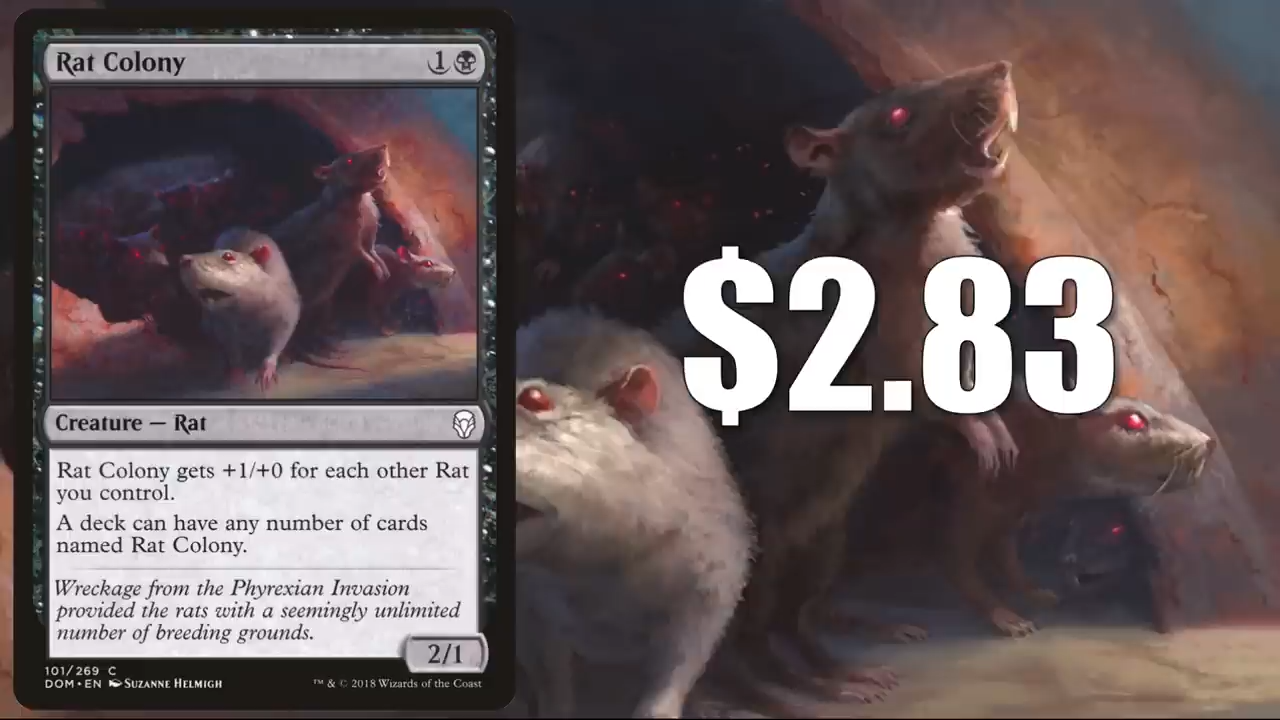 Rat Colony 1
Creature — Rat
Rat Colony gets +1/+0 for each other Rat
you control.
A deck can have any number of cards
named Rat Colony.
Wreckage from the Phyrexian Invasion
provided the rats with a seemingly unlimited
number of breeding grounds.
2/1
101/269 C
DOM • EN SUZANNE HELMIGH
™ & © 2018 Wizards of the Coast
$2.83